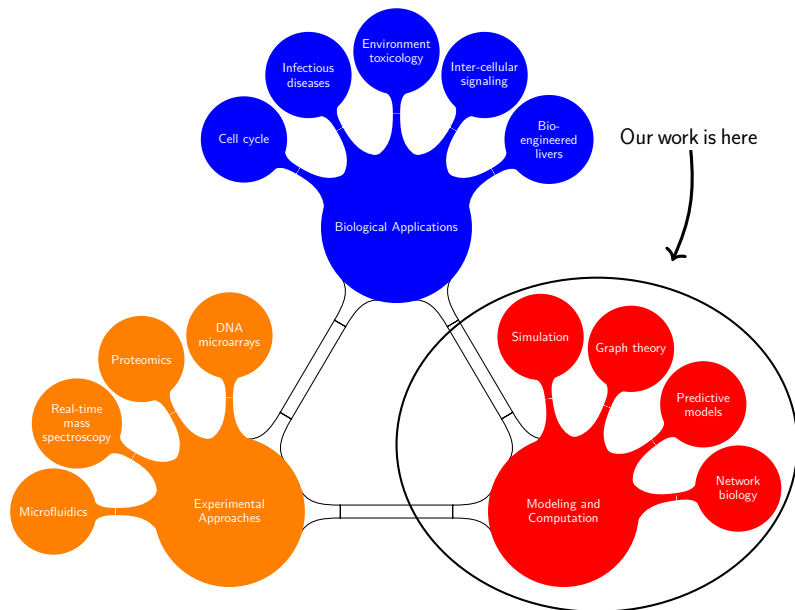 Environment
toxicology
Infectious
diseases
Inter-cellular
signaling
Cell cycle
Bio-
engineered
livers
Our work is here
Biological Applications
DNA
microarrays
Proteomics
Real-time
mass
spectroscopy
Microfluidics
Experimental
Approaches
Simulation
Graph theory
Predictive
models
Network
biology
Modeling and
Computation